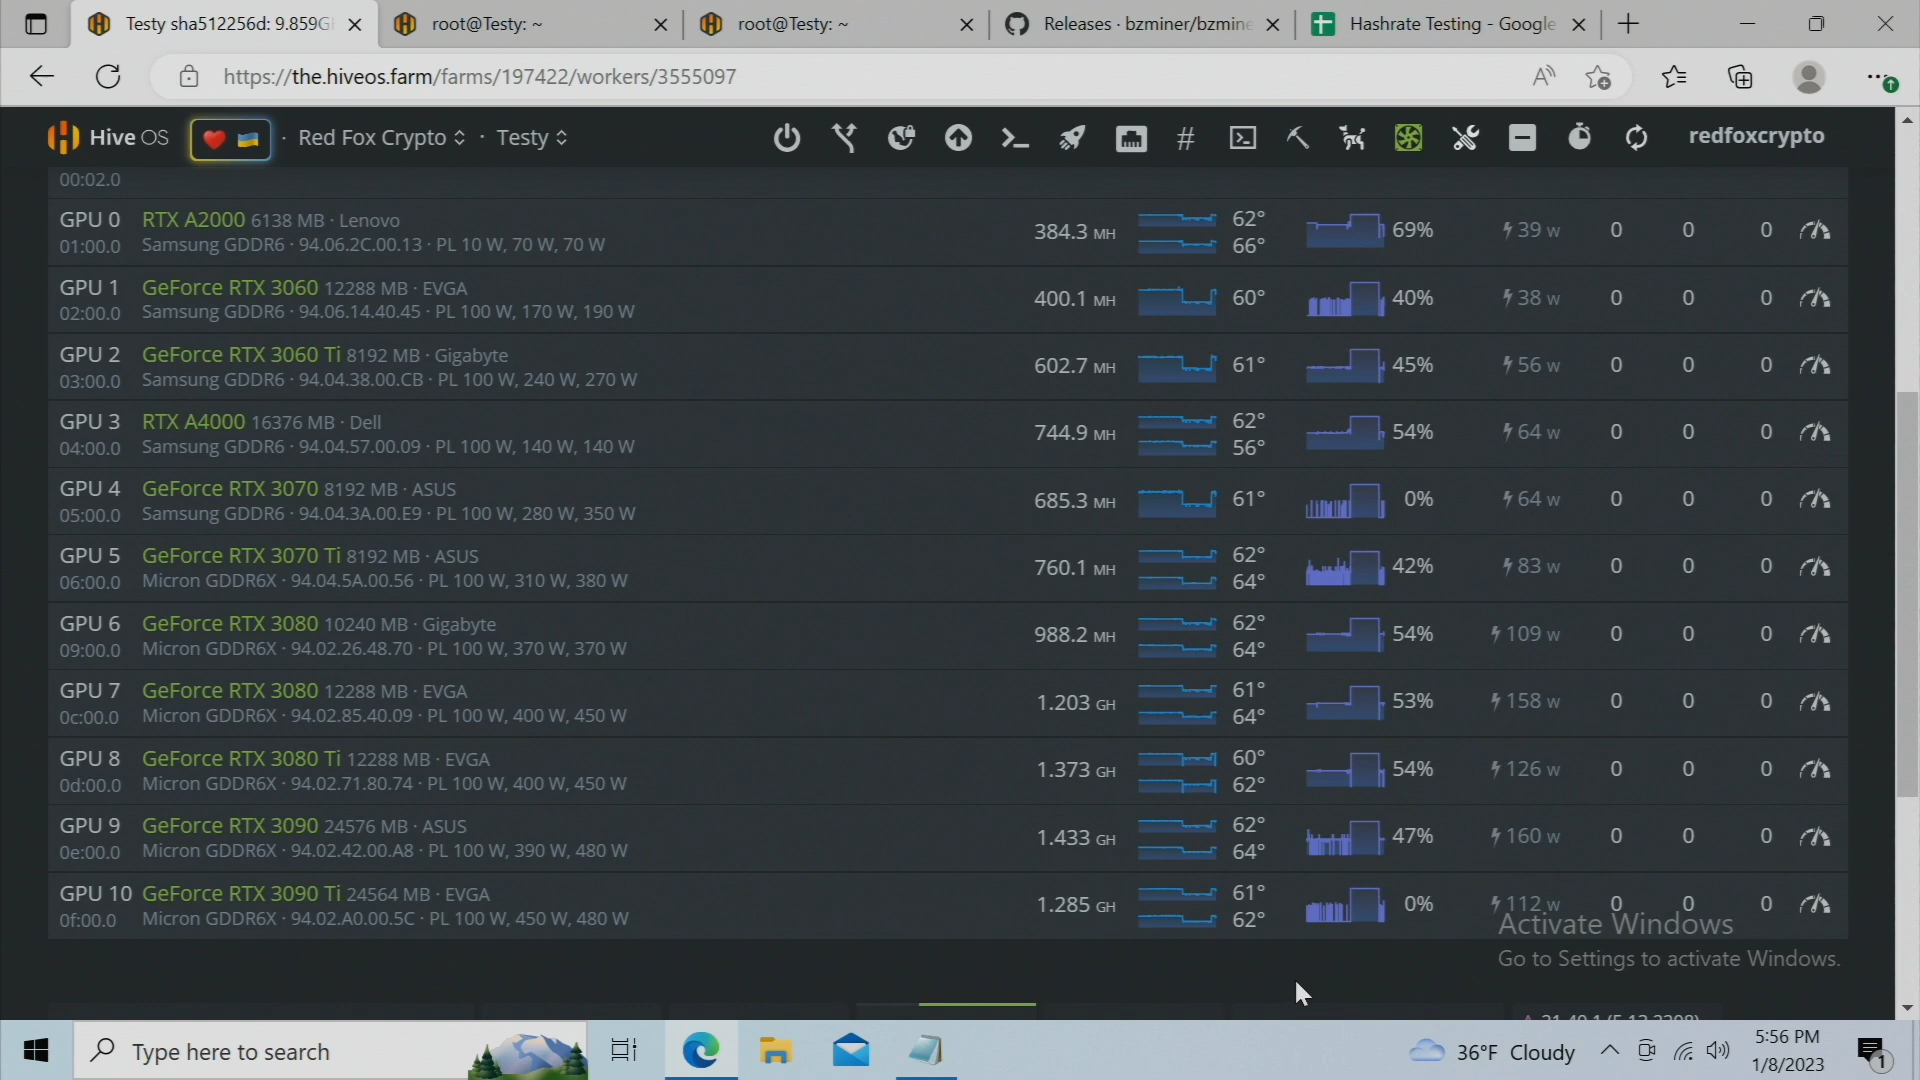 Testy sha512256d: 9.859G
root@Testy: ~
root@Testy: ~
Releases · bzminer/bzmine
Hashrate Testing - Google
https://the.hiveos.farm/farms/197422/workers/3555097
Hive OS
Red Fox Crypto
Testy
redfoxcrypto
00:02.0
GPU 0 RTX A2000 6138 MB · Lenovo 384.3 MH 62° 69% 39 w 0 0 0
01:00.0 Samsung GDDR6 · 94.06.2C.00.13 · PL 10 W, 70 W, 70 W 66°
GPU 1 GeForce RTX 3060 12288 MB · EVGA 400.1 MH 60° 40% 38 w 0 0 0
02:00.0 Samsung GDDR6 · 94.06.14.40.45 · PL 100 W, 170 W, 190 W
GPU 2 GeForce RTX 3060 Ti 8192 MB · Gigabyte 602.7 MH 61° 45% 56 w 0 0 0
03:00.0 Samsung GDDR6 · 94.04.38.00.CB · PL 100 W, 240 W, 270 W
GPU 3 RTX A4000 16376 MB · Dell 744.9 MH 62° 54% 64 w 0 0 0
04:00.0 Samsung GDDR6 · 94.04.57.00.09 · PL 100 W, 140 W, 140 W 56°
GPU 4 GeForce RTX 3070 8192 MB · ASUS 685.3 MH 61° 0% 64 w 0 0 0
05:00.0 Samsung GDDR6 · 94.04.3A.00.E9 · PL 100 W, 280 W, 350 W
GPU 5 GeForce RTX 3070 Ti 8192 MB · ASUS 760.1 MH 62° 42% 83 w 0 0 0
06:00.0 Micron GDDR6X · 94.04.5A.00.56 · PL 100 W, 310 W, 380 W 64°
GPU 6 GeForce RTX 3080 10240 MB · Gigabyte 988.2 MH 62° 54% 109 w 0 0 0
09:00.0 Micron GDDR6X · 94.02.26.48.70 · PL 100 W, 370 W, 370 W 64°
GPU 7 GeForce RTX 3080 12288 MB · EVGA 1.203 GH 61° 53% 158 w 0 0 0
0c:00.0 Micron GDDR6X · 94.02.85.40.09 · PL 100 W, 400 W, 450 W 64°
GPU 8 GeForce RTX 3080 Ti 12288 MB · EVGA 1.373 GH 60° 54% 126 w 0 0 0
0d:00.0 Micron GDDR6X · 94.02.71.80.74 · PL 100 W, 400 W, 450 W 62°
GPU 9 GeForce RTX 3090 24576 MB · ASUS 1.433 GH 62° 47% 160 w 0 0 0
0e:00.0 Micron GDDR6X · 94.02.42.00.A8 · PL 100 W, 390 W, 480 W 64°
GPU 10 GeForce RTX 3090 Ti 24564 MB · EVGA 1.285 GH 61° 0% 112 w 0 0 0
0f:00.0 Micron GDDR6X · 94.02.A0.00.5C · PL 100 W, 450 W, 480 W 62°
Activate Windows
Go to Settings to activate Windows.
Type here to search
36°F Cloudy
5:56 PM
1/8/2023
1